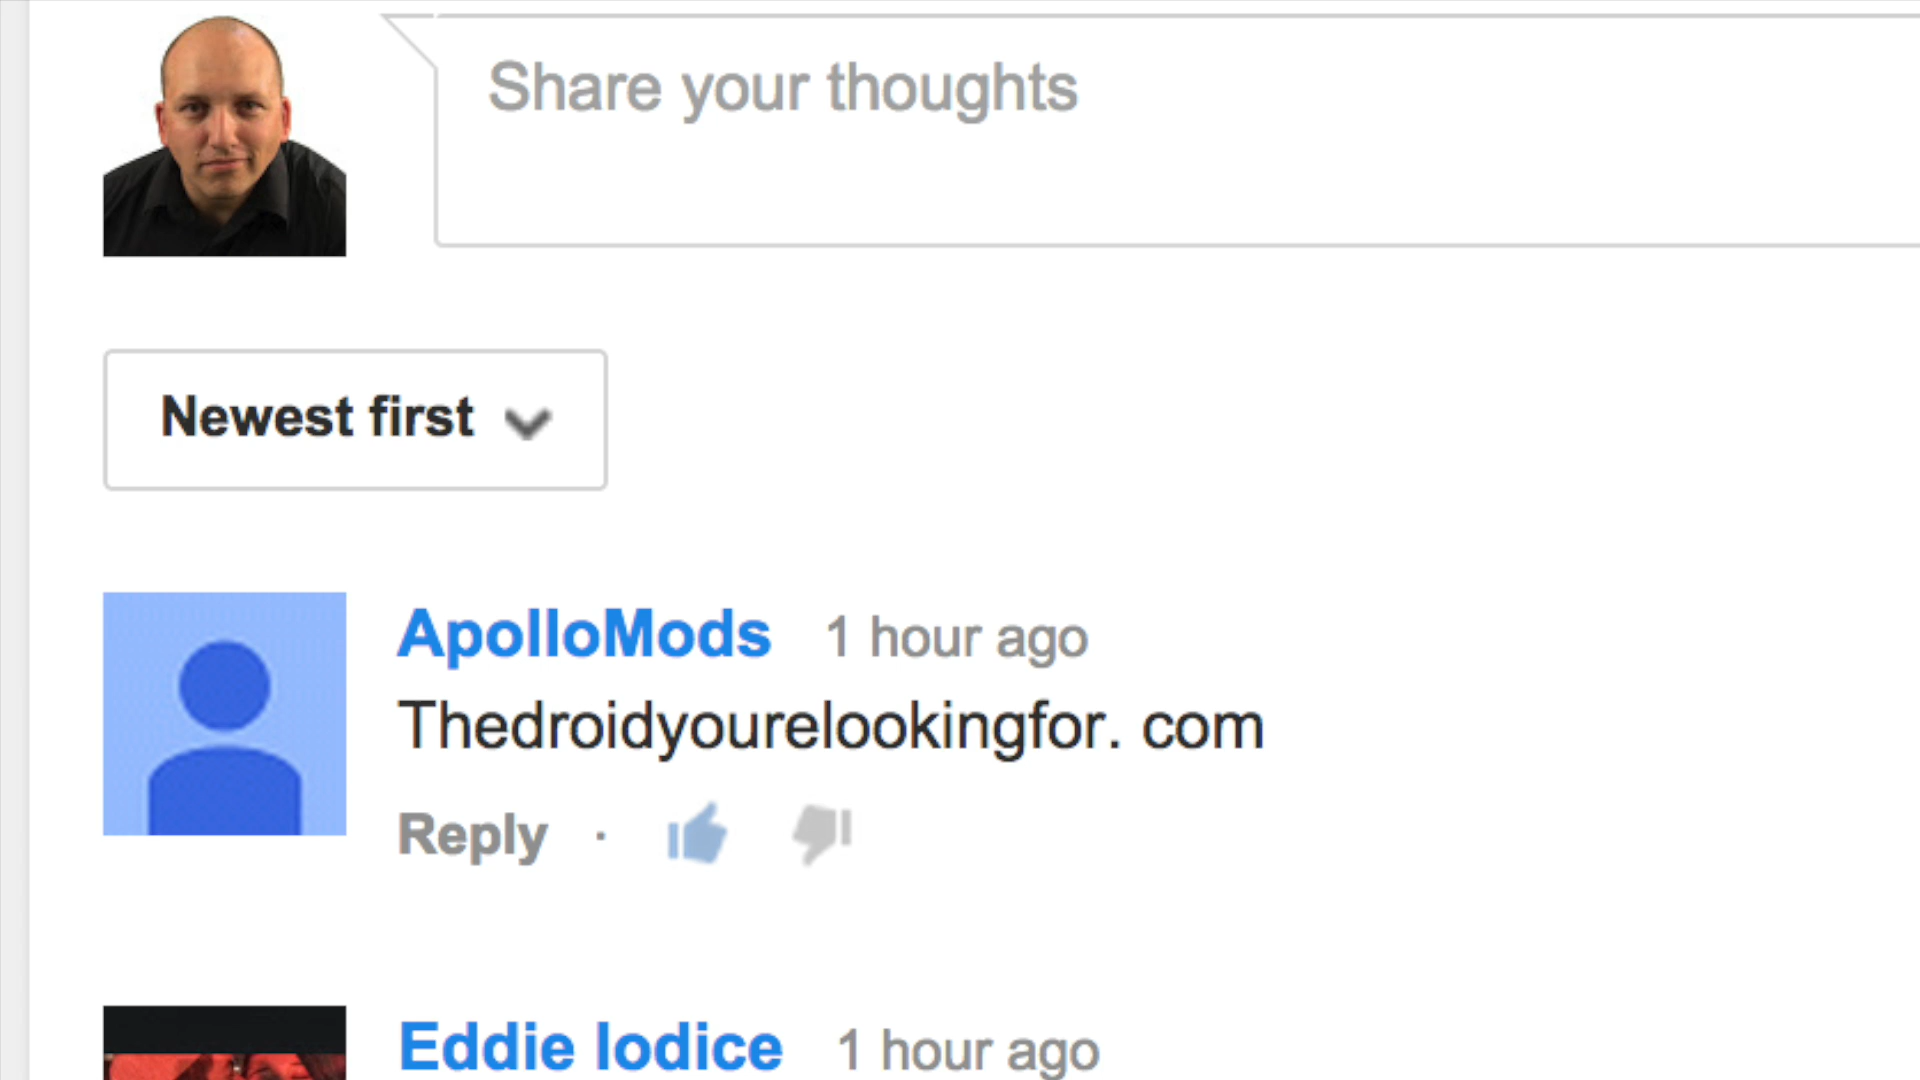 Share your thoughts
Newest first
ApolloMods 1 hour ago
Thedroidyourelookingfor. com
Reply ·
Eddie Iodice 1 hour ago